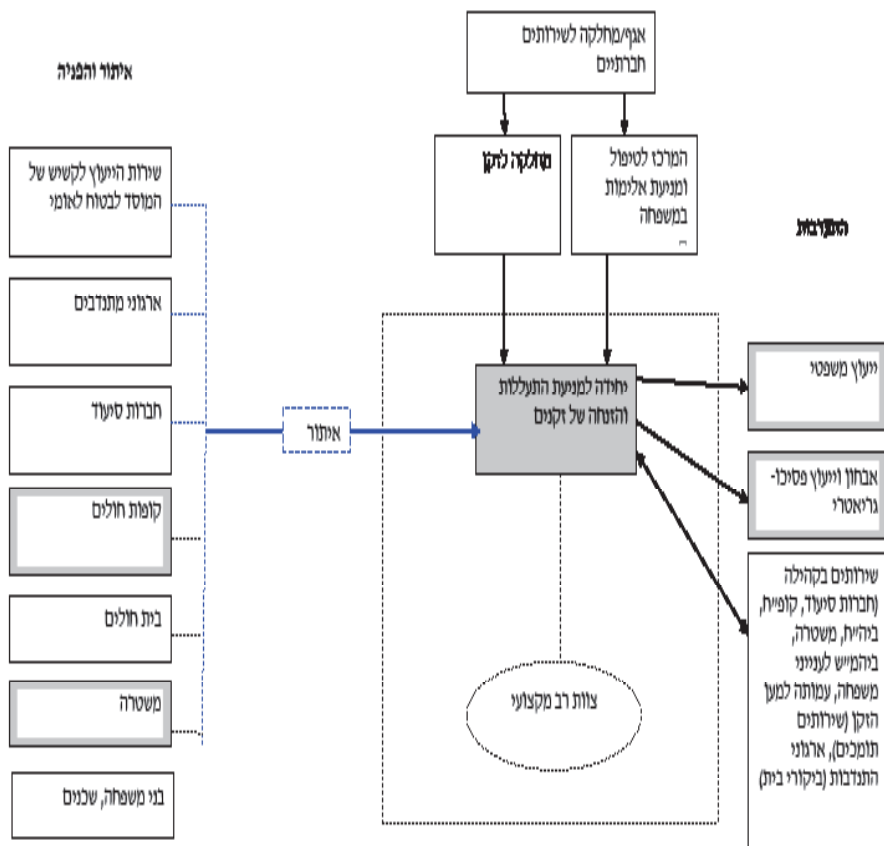 אגף/מחלקה לשירותים
חברתיים
איתור והפניה
מחלקה לזקן
המרכז לטיפול
ומניעת אלימות
במשפחה
התערבות
שירות הייעוץ לקשיש של
המוסד לבטוח לאומי
ארגוני מתנדבים
חברות סיעוד
קופות חולים
בית חולים
משטרה
בני משפחה, שכנים
איתור
יחידה למניעת התעללות
והזנחה של זקנים
צוות רב מקצועי
ייעוץ משפטי
אבחון וייעוץ פסיכו-
גריאטרי
שירותים בקהילה
(חברות סיעוד, קופ״ח,
ביה״ח, משטרה,
ביהמ״ש לענייני
משפחה, עמותה למען
הזקן (שירותים
תומכים), ארגוני
התנדבות (ביקורי בית)